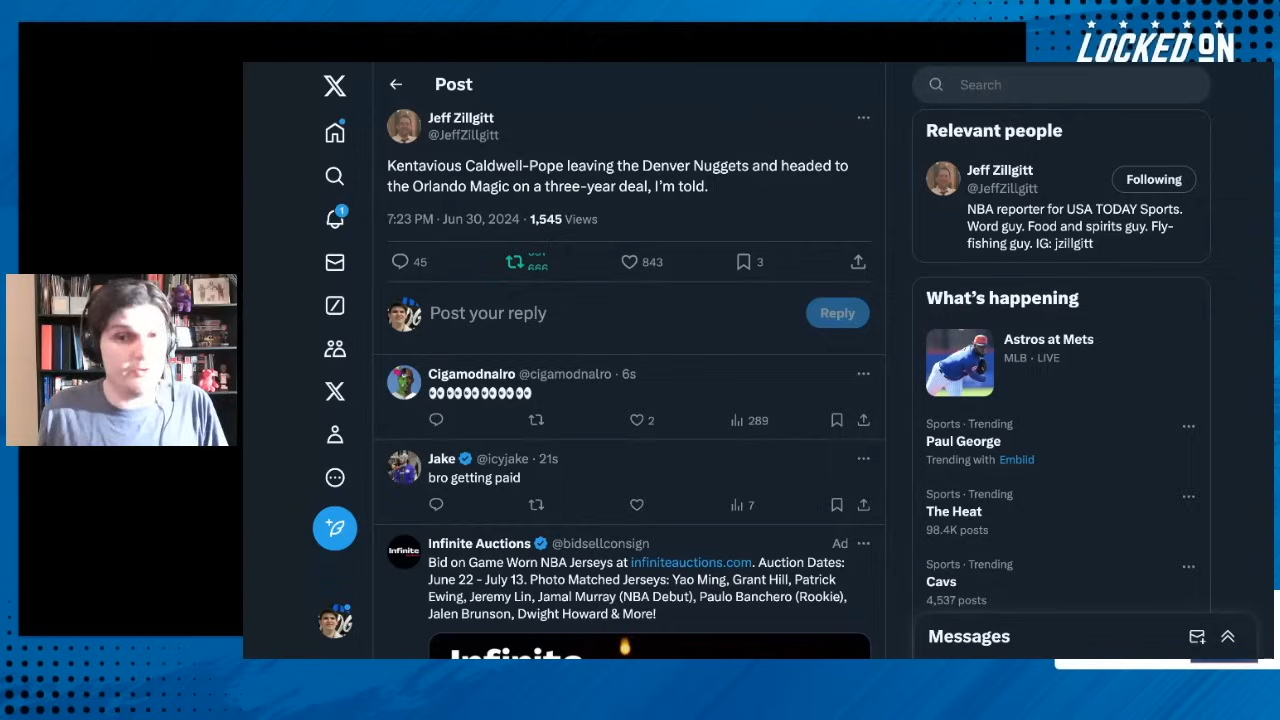 LOCKED ON
Post
Jeff Zillgitt
@JeffZillgitt
Kentavious Caldwell-Pope leaving the Denver Nuggets and headed to
the Orlando Magic on a three-year deal, I'm told.
7:23 PM · Jun 30, 2024 · 1,545 Views
45
666
843
3
Post your reply
Reply
Cigamodnalro @cigamodnalro · 6s
2
289
Jake @icyjake · 21s
bro getting paid
7
Infinite Auctions @bidsellconsign
Ad
Bid on Game Worn NBA Jerseys at infiniteauctions.com. Auction Dates:
June 22 - July 13. Photo Matched Jerseys: Yao Ming, Grant Hill, Patrick
Ewing, Jeremy Lin, Jamal Murray (NBA Debut), Paulo Banchero (Rookie),
Jalen Brunson, Dwight Howard & More!
Infinite
Search
Relevant people
Jeff Zillgitt
@JeffZillgitt
Following
NBA reporter for USA TODAY Sports.
Word guy. Food and spirits guy. Fly-
fishing guy. IG: jzillgitt
What's happening
Astros at Mets
MLB · LIVE
Sports · Trending
Paul George
Trending with Embiid
Sports · Trending
The Heat
98.4K posts
Sports · Trending
Cavs
4,537 posts
Messages
1
Infinite